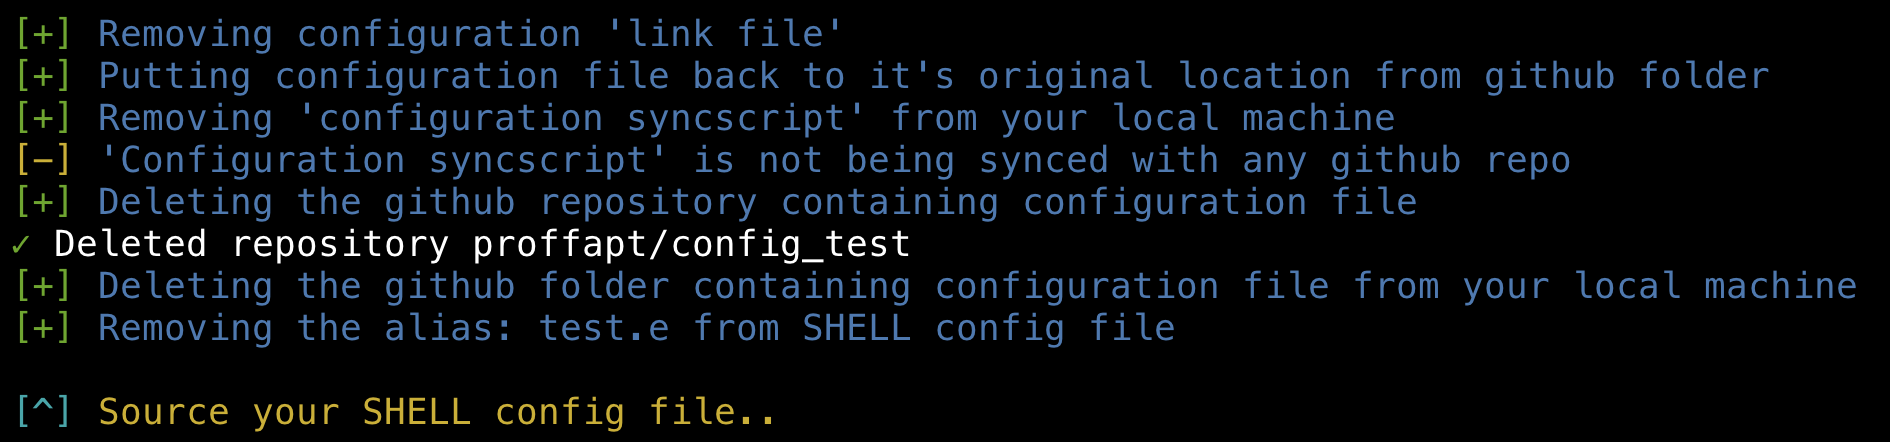 [+] Removing configuration 'link file'
[+] Putting configuration file back to it's original location from github folder
[+] Removing 'configuration syncscript' from your local machine
[−] 'Configuration syncscript' is not being synced with any github repo
[+] Deleting the github repository containing configuration file
✓ Deleted repository proffapt/config_test
[+] Deleting the github folder containing configuration file from your local machine
[+] Removing the alias: test.e from SHELL config file
[^] Source your SHELL config file..